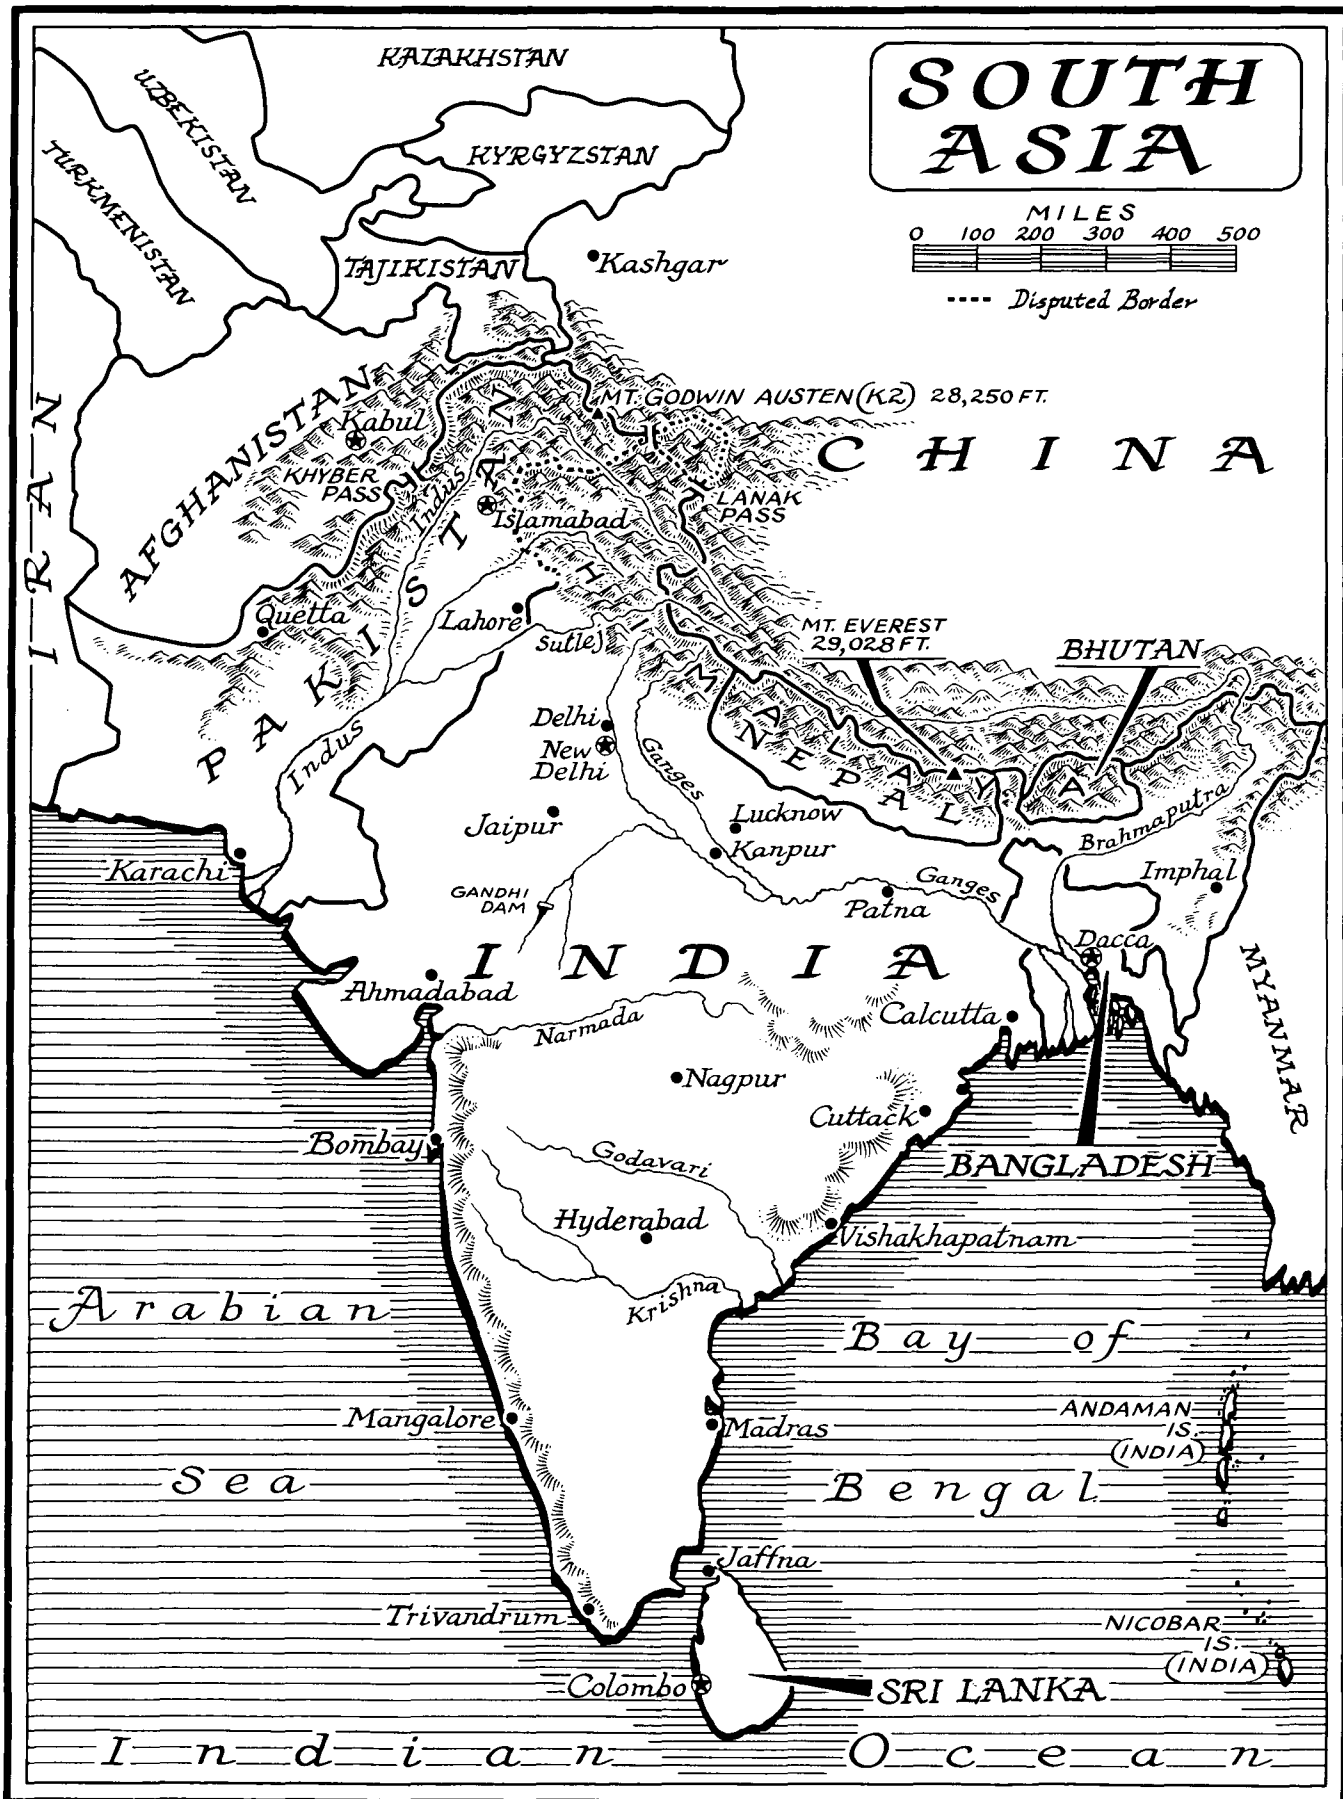 SOUTH
ASIA
MILES
0 100 200 300 400 500
Disputed Border
KAZAKHSTAN
UZBEKISTAN
TURKMENISTAN
KYRGYZSTAN
TAJIKISTAN
Kashgar
IRAN
AFGHANISTAN
Kabul
KHYBER
PASS
MT. GODWIN AUSTEN (K2) 28,250 FT.
CHINA
LANAK
PASS
Indus
Islamabad
PAKISTAN
Quetta
Lahore
Sutlej
HIMALAYA
MT. EVEREST
29,028 FT.
BHUTAN
NEPAL
Indus
Delhi
New
Delhi
Ganges
Jaipur
Lucknow
Kanpur
Brahmaputra
Karachi
GANDHI
DAM
Ganges
Patna
Imphal
Dacca
INDIA
MYANMAR
Ahmadabad
Narmada
Calcutta
Nagpur
Cuttack
Bombay
BANGLADESH
Godavari
Hyderabad
Vishakhapatnam
Krishna
Arabian
Sea
Bay of
Bengal
ANDAMAN
IS.
(INDIA)
Mangalore
Madras
Jaffna
Trivandrum
NICOBAR
IS.
(INDIA)
Colombo
SRI LANKA
Indian Ocean